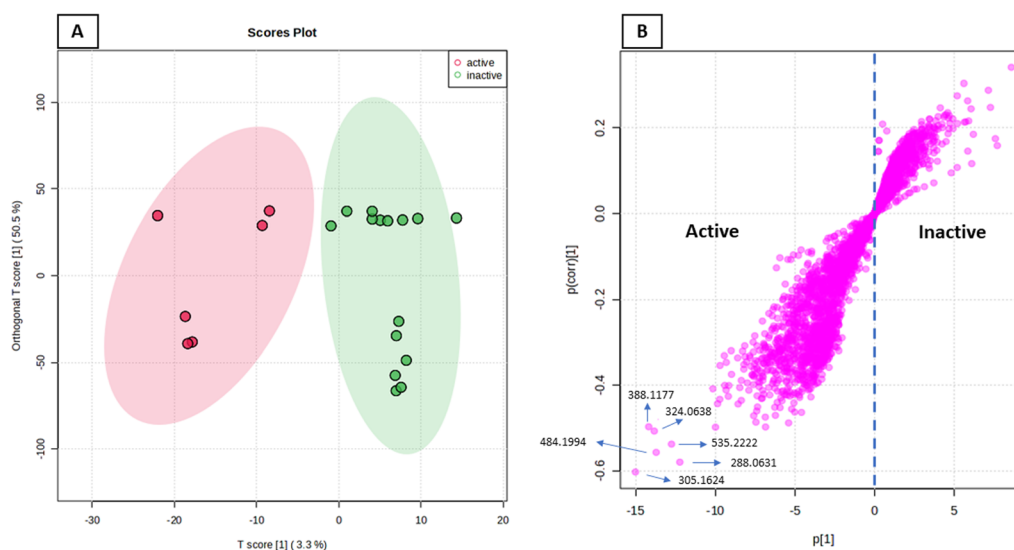 A
Scores Plot
active
inactive
Orthogonal T score [1] ( 50.5 %)
100
50
0
-50
-100
-30
-20
-10
0
10
20
T score [1] ( 3.3 %)
B
p(corr)[1]
0.2
0.0
-0.2
-0.4
-0.6
Active
Inactive
388.1177
324.0638
484.1994
535.2222
288.0631
305.1624
-15
-10
-5
0
5
p[1]